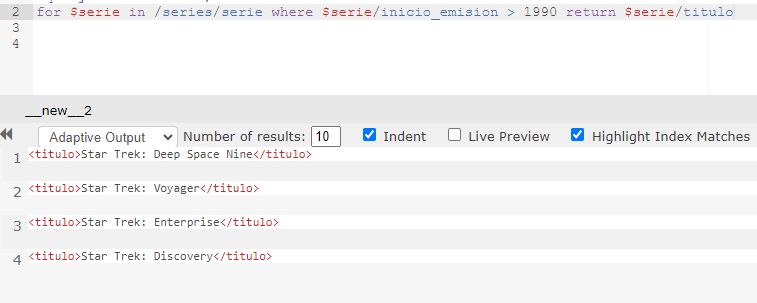 2 for $serie in /series/serie where $serie/inicio_emision > 1990 return $serie/titulo
3
4
__new__2
Adaptive Output Number of results: 10 Indent Live Preview Highlight Index Matches
1 <titulo>Star Trek: Deep Space Nine</titulo>
2 <titulo>Star Trek: Voyager</titulo>
3 <titulo>Star Trek: Enterprise</titulo>
4 <titulo>Star Trek: Discovery</titulo>